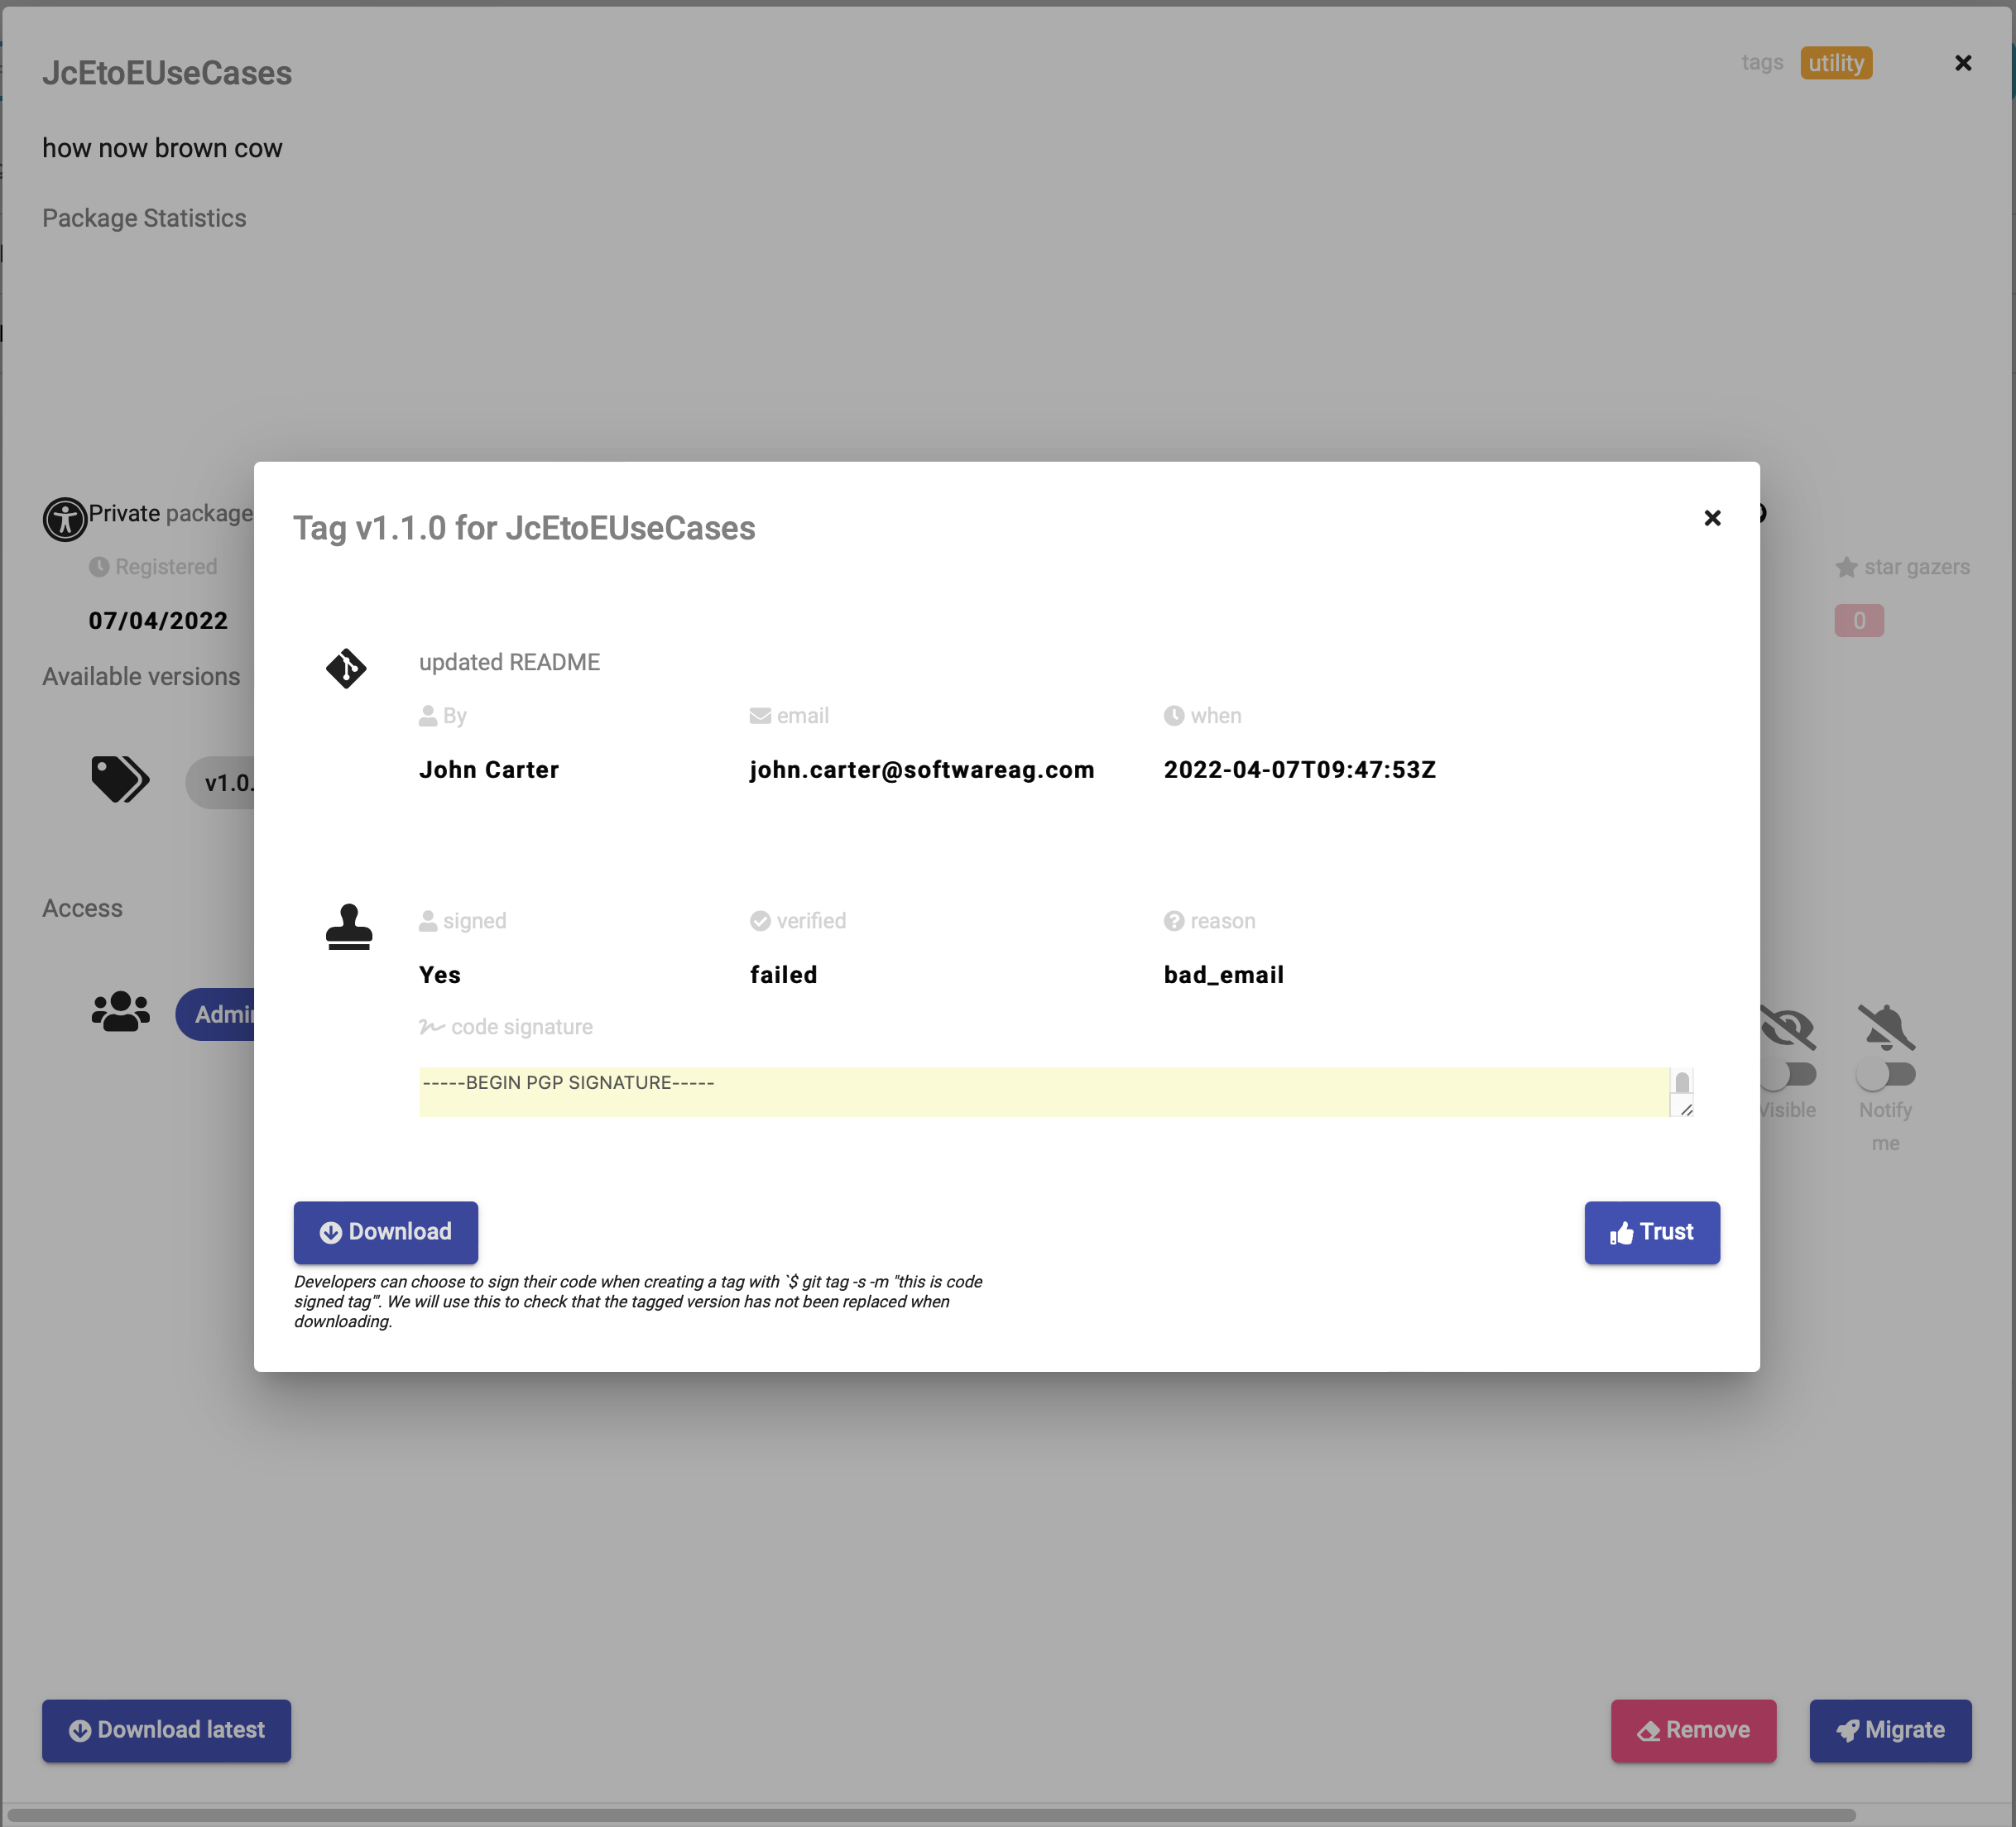 JcEtoEUseCases
tags utility
how now brown cow
Package Statistics
Private package
Registered
star gazers
07/04/2022
0
Available versions
v1.0.
Access
Visible
Notify
me
Tag v1.1.0 for JcEtoEUseCases
updated README
By email when
John Carter john.carter@softwareag.com 2022-04-07T09:47:53Z
signed verified reason
Yes failed bad_email
code signature
-----BEGIN PGP SIGNATURE-----
Download
Trust
Developers can choose to sign their code when creating a tag with `$ git tag -s -m "this is code
signed tag"'. We will use this to check that the tagged version has not been replaced when
downloading.
Download latest
Remove
Migrate